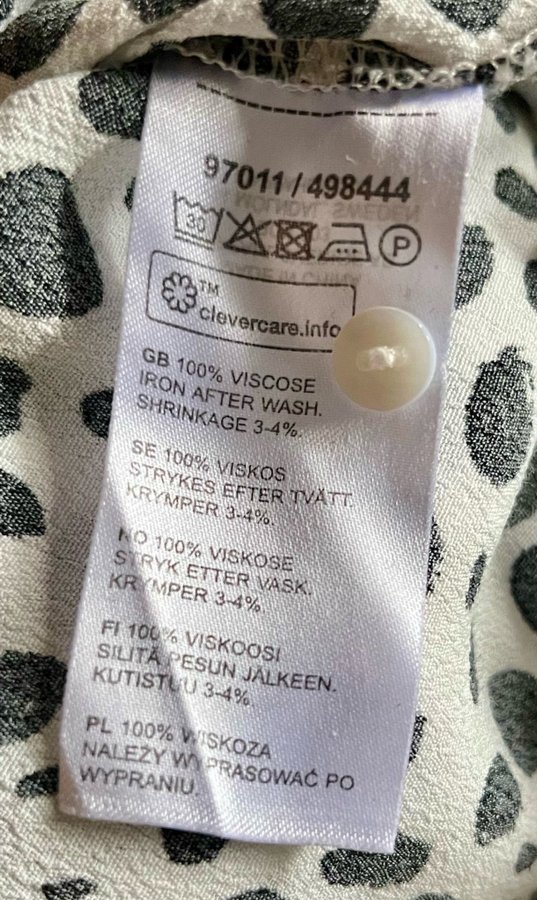 97011 / 498444
30 P
TM
clevercare.info
GB 100% VISCOSE
IRON AFTER WASH.
SHRINKAGE 3-4%.
SE 100% VISKOS
STRYKES EFTER TVÄTT.
KRYMPER 3-4%.
NO 100% VISKOSE
STRYK ETTER VASK.
KRYMPER 3-4%.
FI 100% VISKOOSI
SILITÄ PESUN JÄLKEEN.
KUTISTUU 3-4%.
PL 100% WISKOZA
NALEŻY WYPRASOWAĆ PO
WYPRANIU.